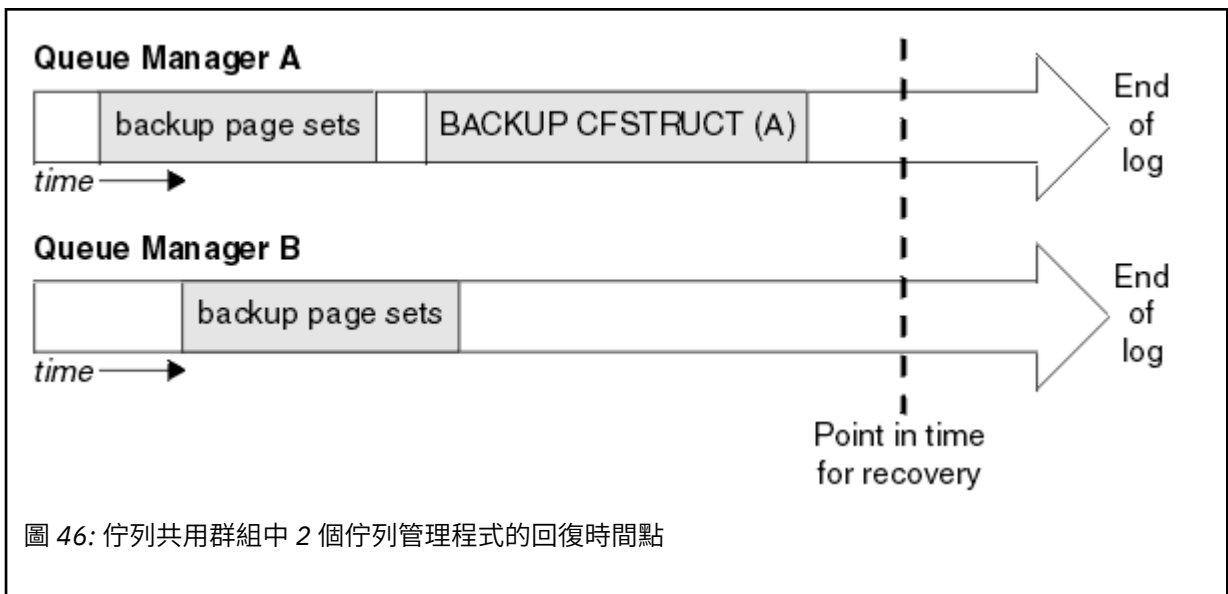 Queue Manager A
backup page sets
BACKUP CFSTRUCT (A)
End
of
log
time
Queue Manager B
backup page sets
End
of
log
time
Point in time
for recovery
圖 46: 佇列共用群組中 2 個佇列管理程式的回復時間點